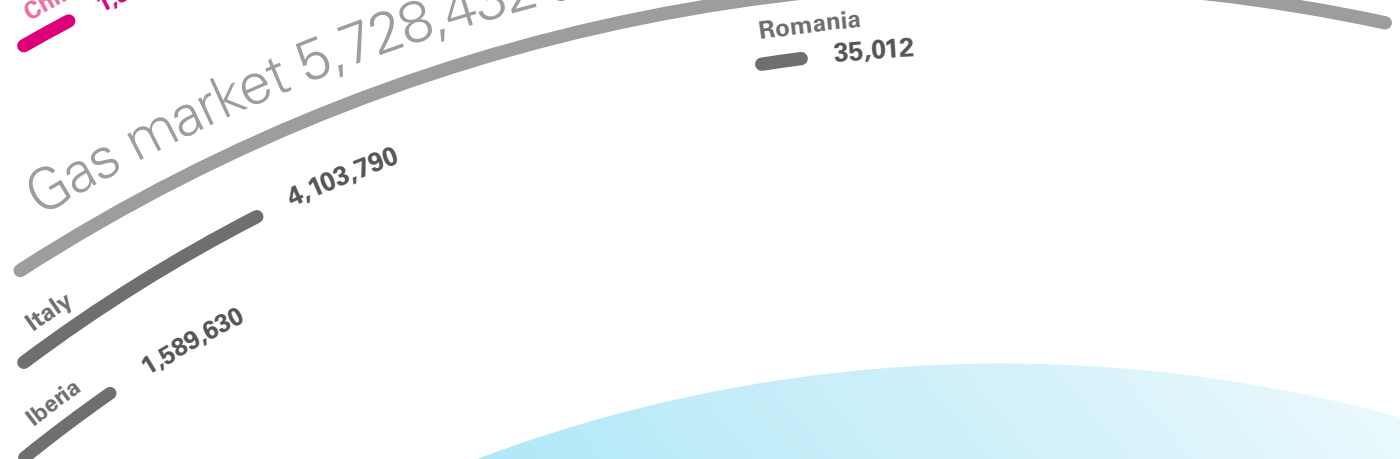 Gas market 5,728,432
Romania
35,012
Italy
4,103,790
Iberia
1,589,630